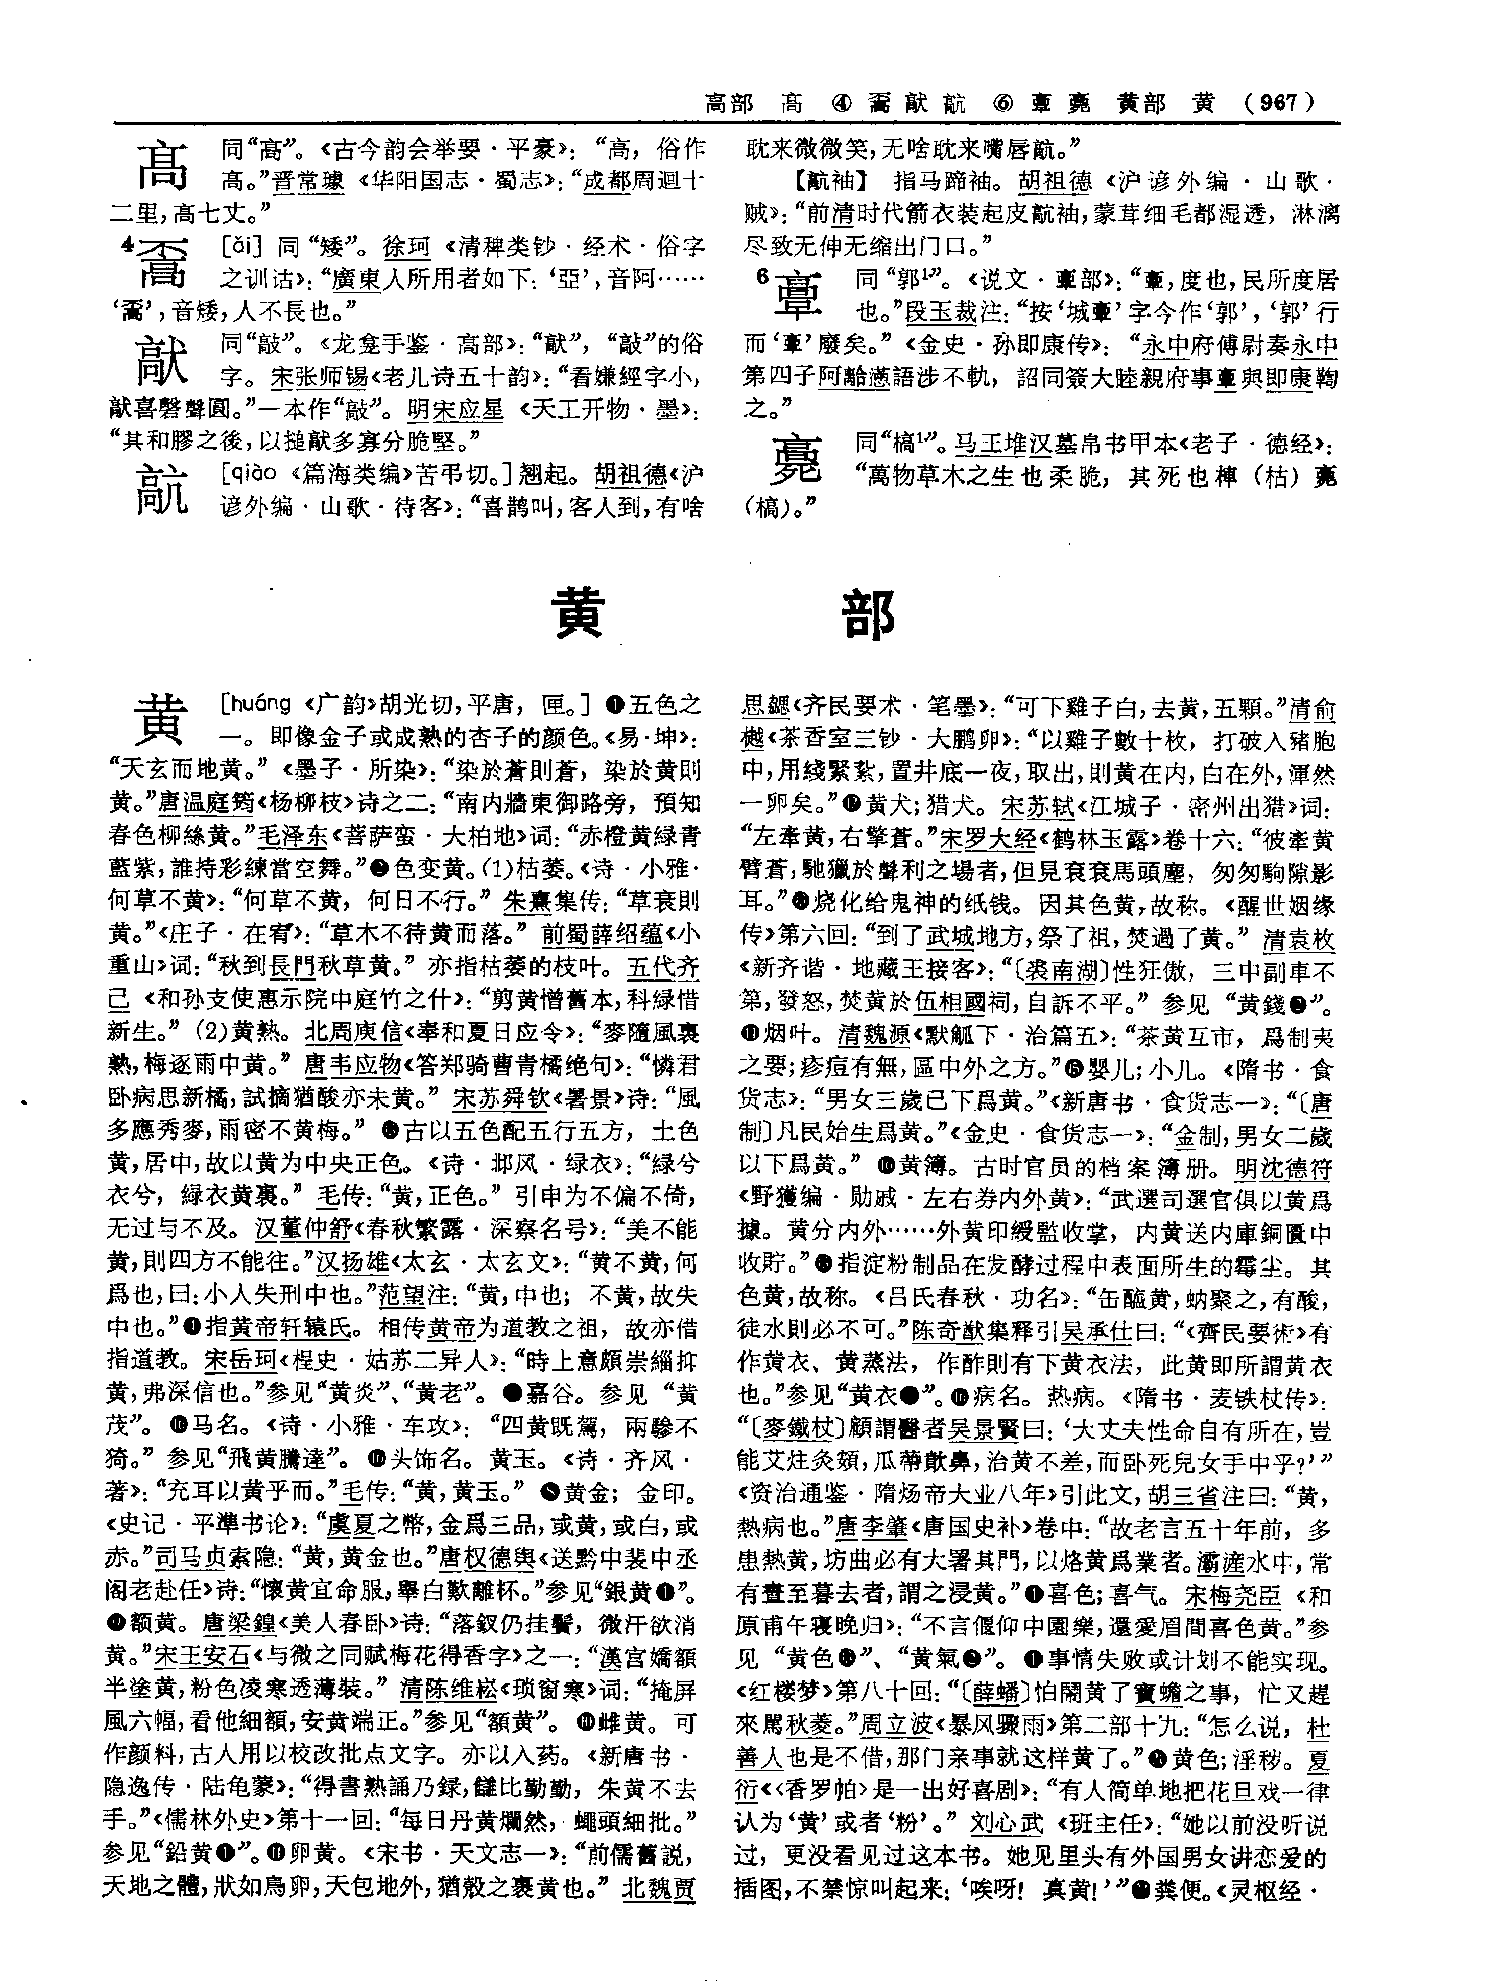 高部 髙 ④ 䯩 㪣 䯪 ⑥ 𩫏 𩫛 黄部 黄 （967）
髙 同“高”。《古今韵会举要·平豪》：“高，俗作
髙。”晋常璩《华阳国志·蜀志》：“成都周迴十
二里，髙七丈。”
4 [ǎi] 同“矮”。徐珂《清稗类钞·经术·俗字
之训诂》：“廣東人所用者如下：‘亞’，音阿……
音矮，人不長也。”
同“敲”。《龙龛手鉴·高部》：“敲”的俗
字。宋张师锡《老儿诗五十韵》：“看嫌經字小，
喜磬聲圓。”一本作“敲”。明宋应星《天工开物·墨》：
“其和膠之後，以搥多寡分脆堅。”
[qiào《篇海类编》苦弔切。]翘起。胡祖德《沪
谚外编·山歌·待客》：“喜鹊叫，客人到，有啥
耽来微微笑，无啥耽来嘴唇。”
【袖】 指马蹄袖。胡祖德《沪谚外编·山歌·
贼》：“前清时代箭衣装起皮袖，蒙茸细毛都湿透，淋漓
尽致无伸无缩出门口。”
6 𩫏 同“郭¹”。《说文·𩫏部》：“𩫏，度也，民所度居
也。”段玉裁注：“按‘城𩫏’字今作‘郭’，‘郭’行
而‘𩫏’廢矣。”《金史·孙即康传》：“永中府傅尉奏永中
第四子阿離懑語涉不軌，詔同簽大睦親府事𩫏與即康鞫
之。”
同“槁¹”。马王堆汉墓帛书甲本《老子·德经》：
“萬物草木之生也柔脆，其死也棹（枯）
（槁）。”
黄 部
黄 [huáng《广韵》胡光切，平唐，匣。] ❶五色之
一。即像金子或成熟的杏子的颜色。《易·坤》：
“天玄而地黄。”《墨子·所染》：“染於蒼則蒼，染於黄則
黄。”唐温庭筠《杨柳枝》诗之二：“南内牆東御路旁，預知
春色柳絲黄。”毛泽东《菩萨蛮·大柏地》词：“赤橙黄緑青
藍紫，誰持彩練當空舞。”❷色变黄。(1)枯萎。《诗·小雅·
何草不黄》：“何草不黄，何日不行。”朱熹集传：“草衰則
黄。”《庄子·在宥》：“草木不待黄而落。”前蜀薛绍蕴《小
重山》词：“秋到長門秋草黄。”亦指枯萎的枝叶。五代齐
己《和孙支使惠示院中庭竹之什》：“剪黄憎舊本，科緑惜
新生。”(2)黄熟。北周庾信《奉和夏日应令》：“麥隨風裏
熟，梅逐雨中黄。”唐韦应物《答郑骑曹青橘绝句》：“憐君
卧病思新橘，試摘猶酸亦未黄。”宋苏舜钦《暑景》诗：“風
多應秀麥，雨密不黄梅。”❸古以五色配五行五方，土色
黄，居中，故以黄为中央正色。《诗·邶风·绿衣》：“緑兮
衣兮，緑衣黄裏。”毛传：“黄，正色。”引申为不偏不倚，
无过与不及。汉董仲舒《春秋繁露·深察名号》：“美不能
黄，則四方不能往。”汉扬雄《太玄·太玄文》：“黄不黄，何
爲也，曰：小人失刑中也。”范望注：“黄，中也；不黄，故失
中也。”❹指黄帝轩辕氏。相传黄帝为道教之祖，故亦借
指道教。宋岳珂《桯史·姑苏二异人》：“時上意頗崇緇抑
黄，弗深信也。”参见“黄炎”、“黄老”。❺嘉谷。参见“黄
茂”。❻马名。《诗·小雅·车攻》：“四黄既駕，兩驂不
猗。”参见“飛黄騰達”。❼头饰名。黄玉。《诗·齐风·
著》：“充耳以黄乎而。”毛传：“黄，黄玉。”❽黄金；金印。
《史记·平準书论》：“虞夏之幣，金爲三品，或黄，或白，或
赤。”司马贞索隐：“黄，黄金也。”唐权德舆《送黔中裴中丞
阁老赴任》诗：“懷黄宜命服，舉白歎離杯。”参见“銀黄❶”。
❾额黄。唐梁鍠《美人春卧》诗：“落釵仍挂鬢，微汗欲消
黄。”宋王安石《与微之同赋梅花得香字》之一：“漢宫嬌額
半塗黄，粉色凌寒透薄裝。”清陈维崧《琐窗寒》词：“掩屏
風六幅，看他細額，安黄端正。”参见“額黄”。❿雌黄。可
作颜料，古人用以校改批点文字。亦以入药。《新唐书·
隐逸传·陆龟蒙》：“得書熟誦乃録，讎比勤勤，朱黄不去
手。”《儒林外史》第十一回：“每日丹黄爛然，蠅頭細批。”
参见“鉛黄❶”。⓫卵黄。《宋书·天文志一》：“前儒舊説，
天地之體，狀如鳥卵，天包地外，猶殼之裹黄也。”北魏贾
思勰《齐民要术·笔墨》：“可下雞子白，去黄，五顆。”清俞
樾《茶香室三钞·大鹏卵》：“以雞子數十枚，打破入豬胞
中，用綫緊紮，置井底一夜，取出，則黄在内，白在外，渾然
一卵矣。”⓬黄犬；猎犬。宋苏轼《江城子·密州出猎》词：
“左牽黄，右擎蒼。”宋罗大经《鹤林玉露》卷十六：“彼牽黄
臂蒼，馳獵於聲利之場者，但見衮衮馬頭塵，匆匆駒隙影
耳。”⓭烧化给鬼神的纸钱。因其色黄，故称。《醒世姻缘
传》第六回：“到了武城地方，祭了祖，焚過了黄。”清袁枚
《新齐谐·地藏王接客》：“〔裘南湖〕性狂傲，三中副車不
第，發怒，焚黄於伍相國祠，自訴不平。”参见“黄錢❷”。
⓮烟叶。清魏源《默觚下·治篇五》：“茶黄互市，爲制夷
之要；疹痘有無，區中外之方。”⓯婴儿；小儿。《隋书·食
货志》：“男女三歲已下爲黄。”《新唐书·食货志一》：“〔唐
制〕凡民始生爲黄。”《金史·食货志一》：“金制，男女二歲
以下爲黄。”⓰黄簿。古时官员的档案簿册。明沈德符
《野獲编·勋戚·左右券内外黄》：“武選司選官俱以黄爲
據。黄分内外……外黄印綬監收掌，内黄送内庫銅匱中
收貯。”⓱指淀粉制品在发酵过程中表面所生的霉尘。其
色黄，故称。《吕氏春秋·功名》：“缶醯黄，蚋聚之，有酸，
徒水則必不可。”陈奇猷集释引吴承仕曰：“《齊民要術》有
作黄衣、黄蒸法，作酢則有下黄衣法，此黄即所謂黄衣
也。”参见“黄衣”。⓲病名。热病。《隋书·麦铁杖传》：
“〔麥鐵杖〕顧謂醫者吴景賢曰：‘大丈夫性命自有所在，豈
能艾炷灸頞，瓜蒂歕鼻，治黄不差，而卧死兒女手中乎？’”
《资治通鉴·隋炀帝大业八年》引此文，胡三省注曰：“黄，
熱病也。”唐李肇《唐国史补》卷中：“故老言五十年前，多
患熱黄，坊曲必有大署其門，以烙黄爲業者。灞滻水中，常
有晝至暮去者，謂之浸黄。”⓳喜色；喜气。宋梅尧臣《和
原甫午寝晚归》：“不言偃仰中園樂，還愛眉間喜色黄。”参
见“黄色”、“黄氣❷”。⓴事情失败或计划不能实现。
《红楼梦》第八十回：“〔薛蟠〕怕鬧黄了寶蟾之事，忙又趕
來駡秋菱。”周立波《暴风骤雨》第二部十九：“怎么说，杜
善人也是不借，那门亲事就这样黄了。”㉑黄色；淫秽。夏
衍《〈香罗帕〉是一出好喜剧》：“有人简单地把花旦戏一律
认为‘黄’或者‘粉’。”刘心武《班主任》：“她以前没听说
过，更没看见过这本书。她见里头有外国男女讲恋爱的
插图，不禁惊叫起来：‘唉呀！真黄！’”㉒粪便。《灵枢经·